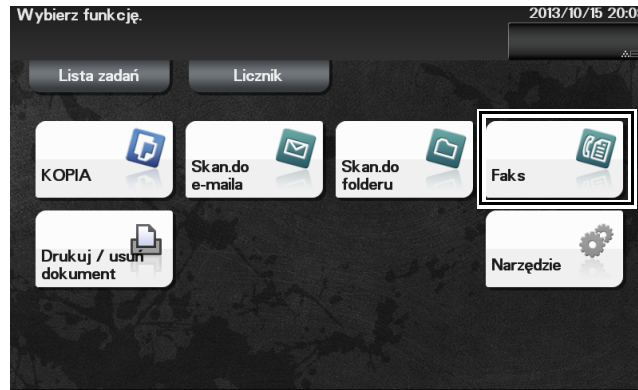 Wybierz funkcję.
2013/10/15 20:0
Lista zadań
Licznik
KOPIA
Skan.do
e-maila
Skan.do
folderu
Faks
Drukuj / usuń
dokument
Narzędzie